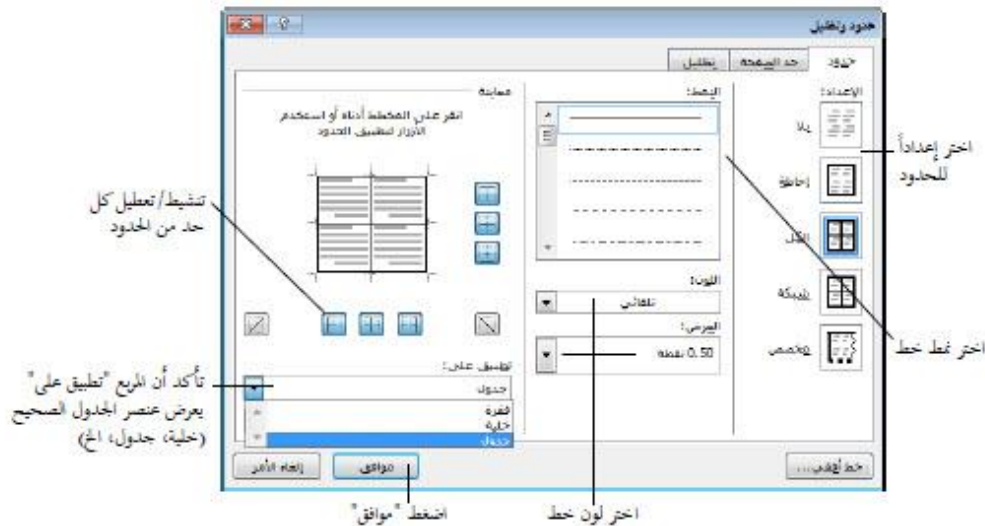 حدود وتظليل
حدود
حد الصفحة
تظليل
الإعداد:
بلا
إحاطة
الكل
شبكة
مخصص
النمط:
اللون:
تلقائي
العرض:
0.50 نقطة
معاينة
انقر على المخطط أدناه أو استخدم
الأزرار لتطبيق الحدود
تطبيق على:
جدول
فقرة
خلية
جدول
خط أفقي...
موافق
إلغاء الأمر
اختر إعداداً
للحدود
اختر نمط خط
تنشيط/تعطيل كل
حد من الحدود
تأكد أن المربع "تطبيق على"
يعرض عنصر الجدول الصحيح
(خلية، جدول، الخ)
اختر لون خط
اضغط "موافق"